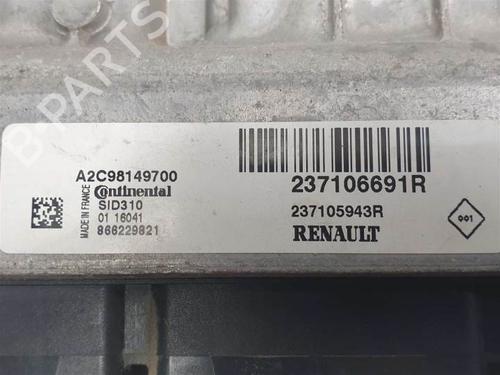 B-PARTS
A2C98149700
Continental
SID310
01 16041
866229821
MADE IN FRANCE
237106691R
237105943R
RENAULT
001